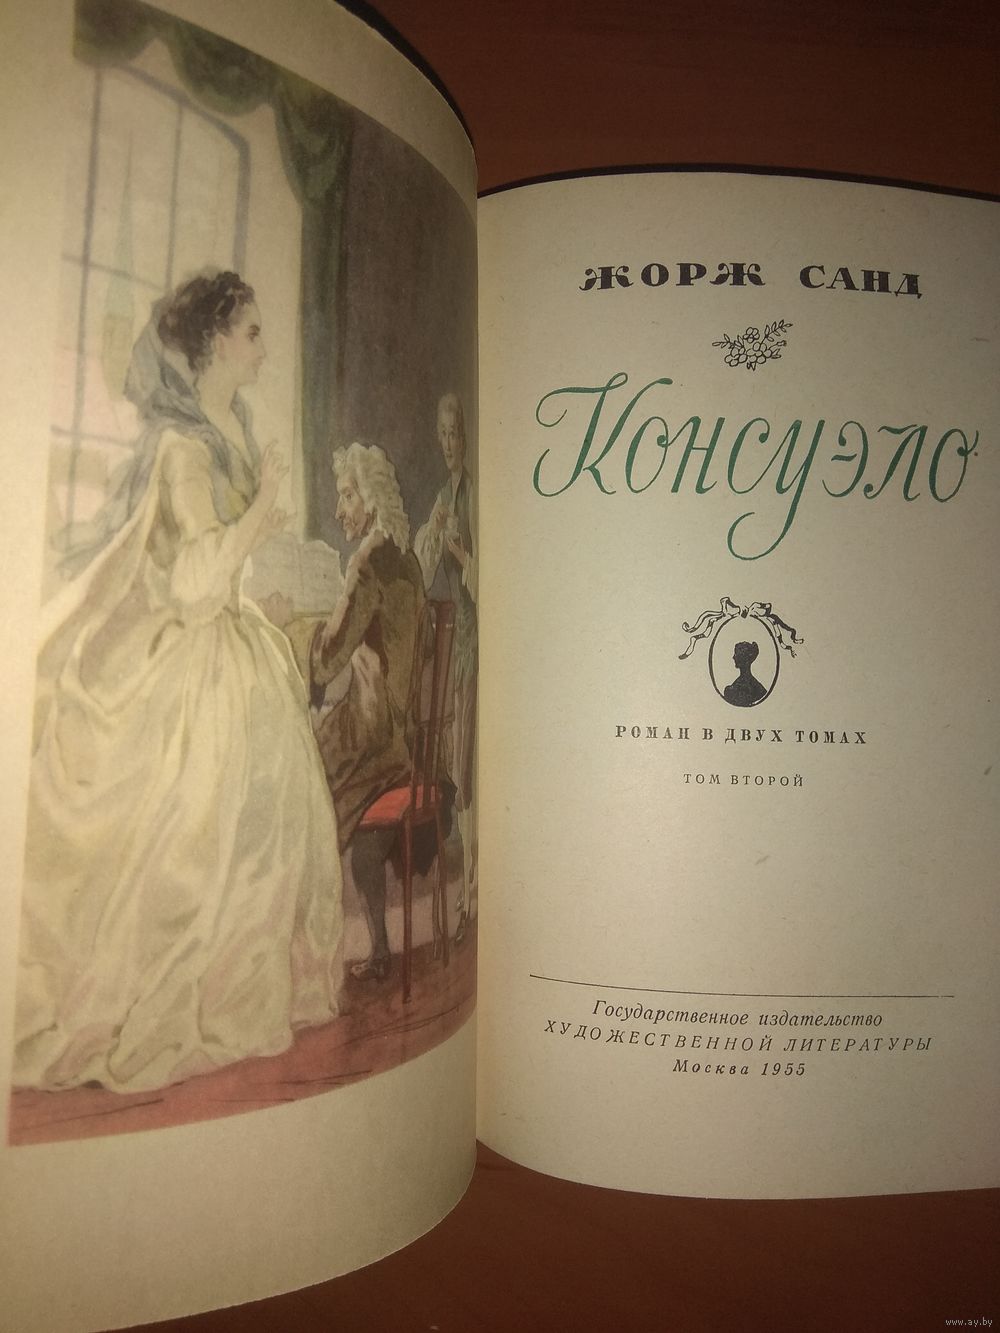 ЖОРЖ САНД
Консуэло
РОМАН В ДВУХ ТОМАХ
ТОМ ВТОРОЙ
Государственное издательство
ХУДОЖЕСТВЕННОЙ ЛИТЕРАТУРЫ
Москва 1955
www.ay.by